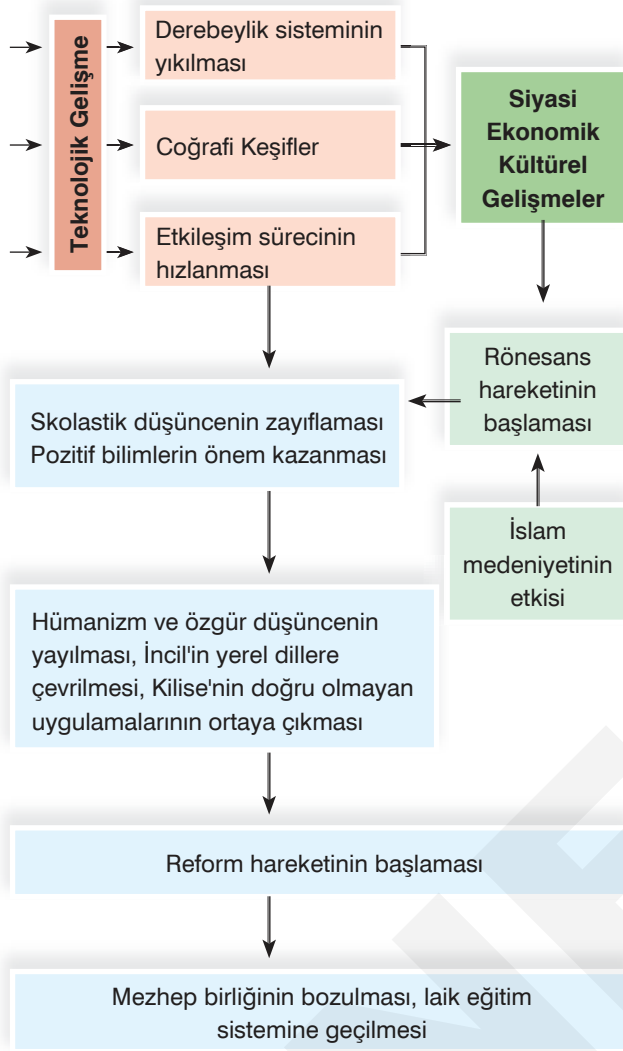 Teknolojik Gelişme
Derebeylik sisteminin
yıkılması
Coğrafi Keşifler
Etkileşim sürecinin
hızlanması
Siyasi
Ekonomik
Kültürel
Gelişmeler
Rönesans
hareketinin
başlaması
İslam
medeniyetinin
etkisi
Skolastik düşüncenin zayıflaması
Pozitif bilimlerin önem kazanması
Hümanizm ve özgür düşüncenin
yayılması, İncil'in yerel dillere
çevrilmesi, Kilise'nin doğru olmayan
uygulamalarının ortaya çıkması
Reform hareketinin başlaması
Mezhep birliğinin bozulması, laik eğitim
sistemine geçilmesi